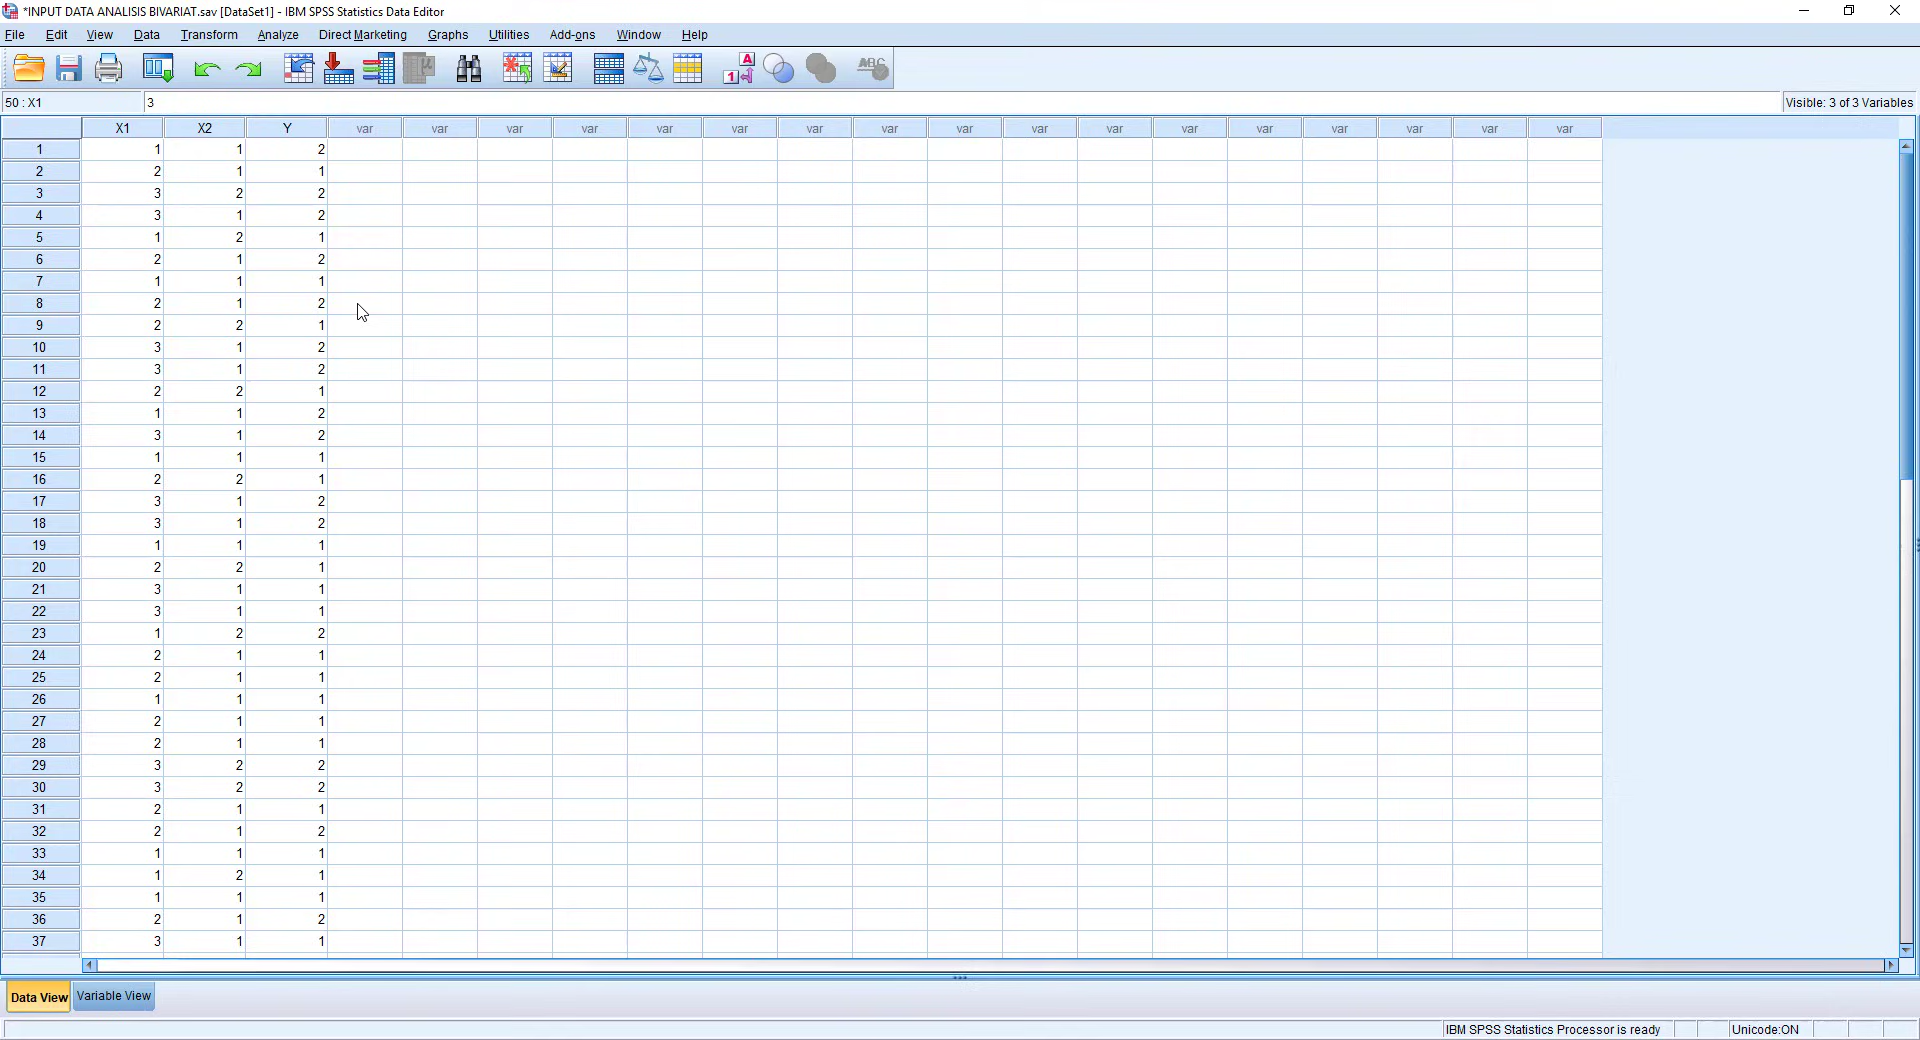 *INPUT DATA ANALISIS BIVARIAT.sav [DataSet1] - IBM SPSS Statistics Data Editor
File Edit View Data Transform Analyze Direct Marketing Graphs Utilities Add-ons Window Help
50 : X1 3 Visible: 3 of 3 Variables
X1 X2 Y var var var var var var var var var var var var var var var var var
1 1 1 2
2 2 1 1
3 3 2 2
4 3 1 2
5 1 2 1
6 2 1 2
7 1 1 1
8 2 1 2
9 2 2 1
10 3 1 2
11 3 1 2
12 2 2 1
13 1 1 2
14 3 1 2
15 1 1 1
16 2 2 1
17 3 1 2
18 3 1 2
19 1 1 1
20 2 2 1
21 3 1 1
22 3 1 1
23 1 2 2
24 2 1 1
25 2 1 1
26 1 1 1
27 2 1 1
28 2 1 1
29 3 2 2
30 3 2 2
31 2 1 1
32 2 1 2
33 1 1 1
34 1 2 1
35 1 1 1
36 2 1 2
37 3 1 1
Data View Variable View
IBM SPSS Statistics Processor is ready Unicode:ON